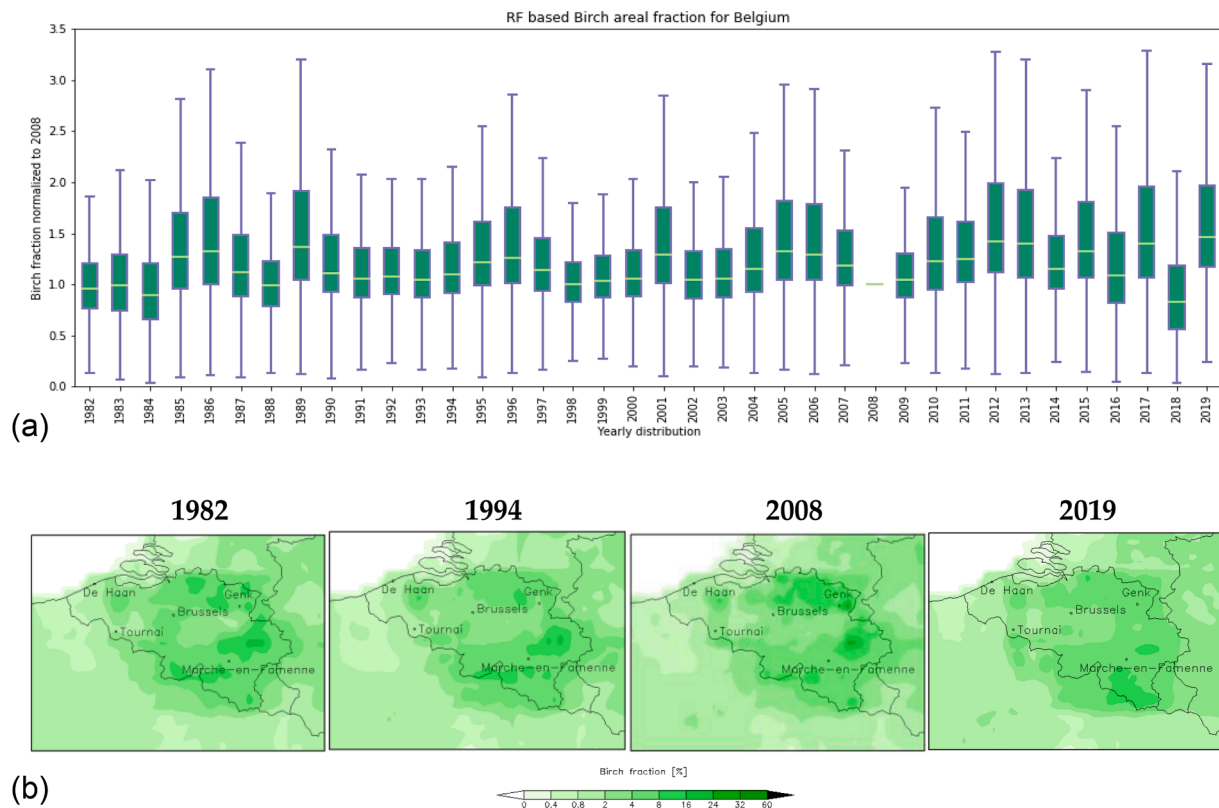 RF based Birch areal fraction for Belgium
Birch fraction normalized to 2008
3.5
3.0
2.5
2.0
1.5
1.0
0.5
0.0
1982 1983 1984 1985 1986 1987 1988 1989 1990 1991 1992 1993 1994 1995 1996 1997 1998 1999 2000 2001 2002 2003 2004 2005 2006 2007 2008 2009 2010 2011 2012 2013 2014 2015 2016 2017 2018 2019
Yearly distribution
(a)
1982 1994 2008 2019
De Haan Genk Brussels Tournai Marche-en-Famenne
De Haan Genk Brussels Tournai Marche-en-Famenne
De Haan Genk Brussels Tournai Marche-en-Famenne
De Haan Genk Brussels Tournai Marche-en-Famenne
(b)
Birch fraction [%]
0 0.4 0.8 2 4 8 16 24 32 60